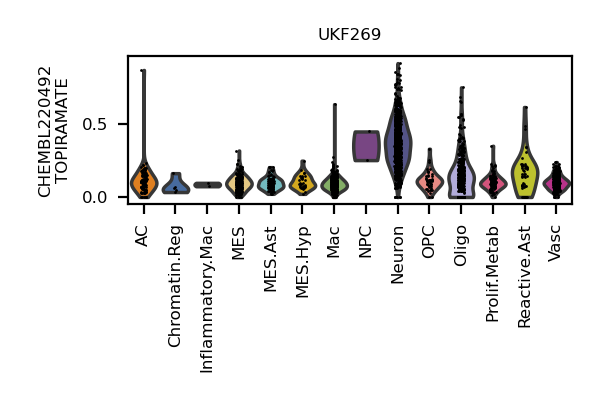 UKF269
CHEMBL220492
TOPIRAMATE
0.5
0.0
AC
Chromatin.Reg
Inflammatory.Mac
MES
MES.Ast
MES.Hyp
Mac
NPC
Neuron
OPC
Oligo
Prolif.Metab
Reactive.Ast
Vasc